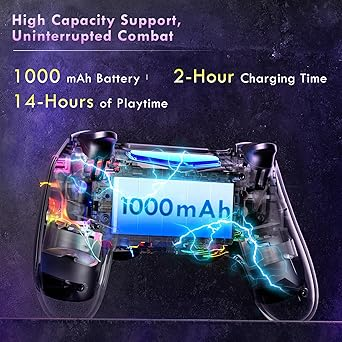 High Capacity Support,
Uninterrupted Combat
1000 mAh Battery
2-Hour Charging Time
14-Hours of Playtime
1000mAh